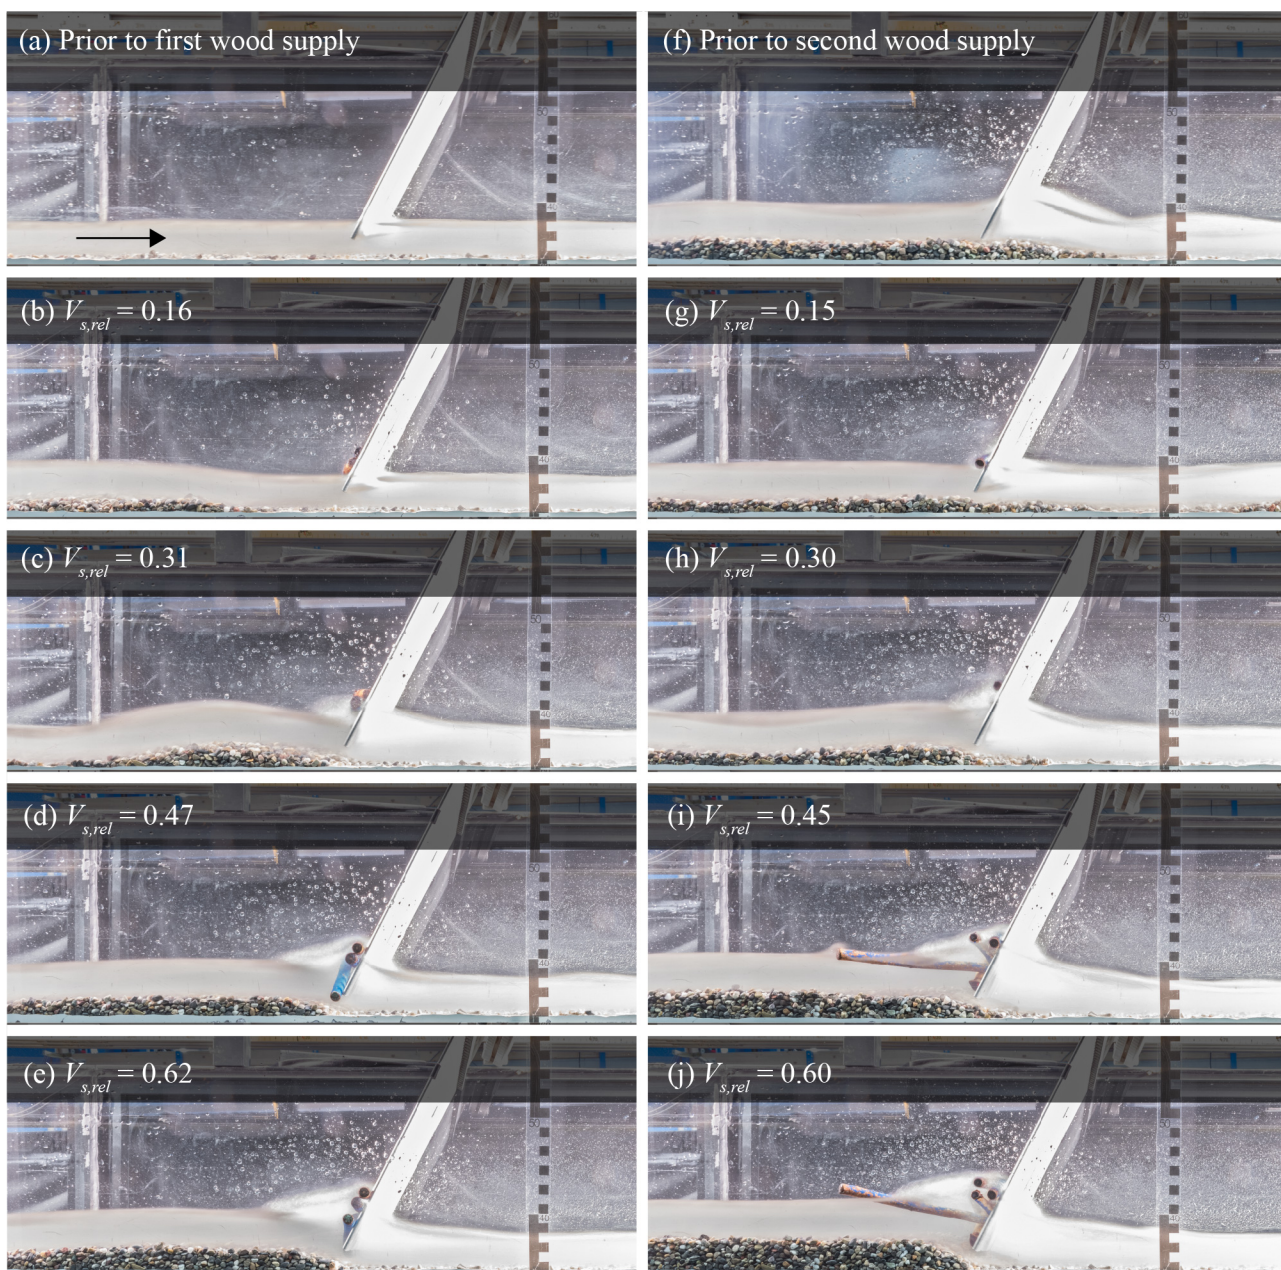 (a) Prior to first wood supply
(f) Prior to second wood supply
(b) V_s,rel = 0.16
(g) V_s,rel = 0.15
(c) V_s,rel = 0.31
(h) V_s,rel = 0.30
(d) V_s,rel = 0.47
(i) V_s,rel = 0.45
(e) V_s,rel = 0.62
(j) V_s,rel = 0.60